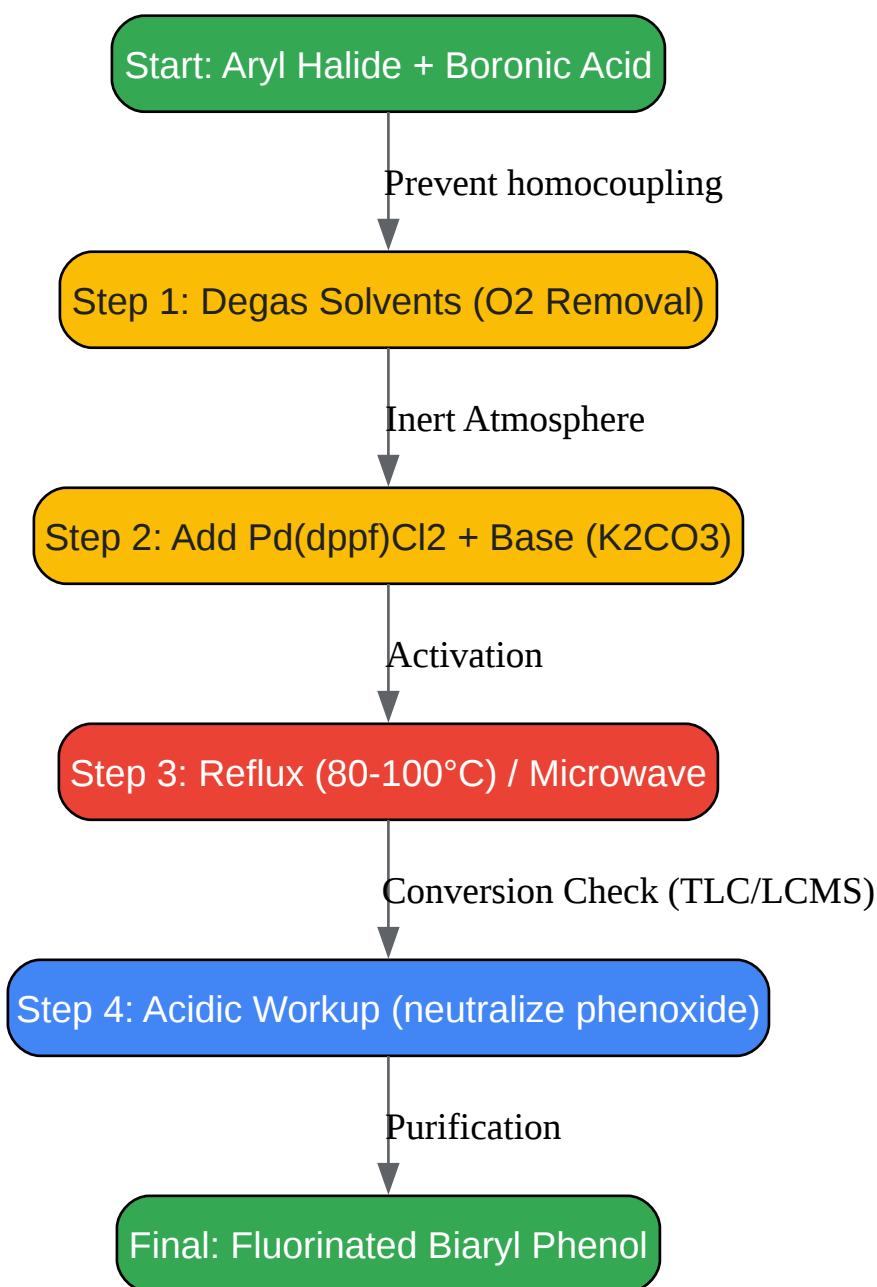 Start: Aryl Halide + Boronic Acid
Prevent homocoupling
Step 1: Degas Solvents (O2 Removal)
Inert Atmosphere
Step 2: Add Pd(dppf)Cl2 + Base (K2CO3)
Activation
Step 3: Reflux (80-100°C) / Microwave
Conversion Check (TLC/LCMS)
Step 4: Acidic Workup (neutralize phenoxide)
Purification
Final: Fluorinated Biaryl Phenol